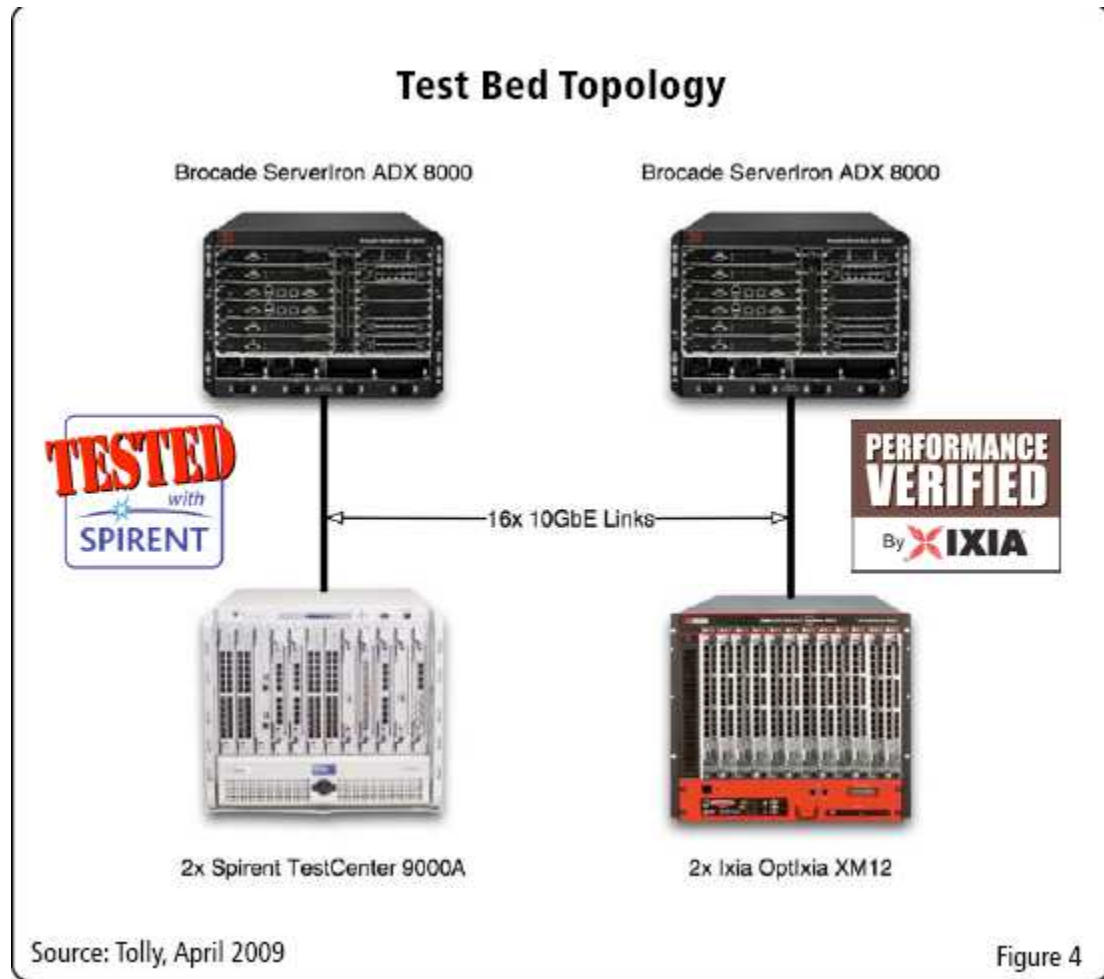 Test Bed Topology
Brocade ServerIron ADX 8000
Brocade ServerIron ADX 8000
TESTED
with
SPIRENT
PERFORMANCE
VERIFIED
By IXIA
16x 10GbE Links
2x Spirent TestCenter 9000A
2x Ixia OptIxia XM12
Source: Tolly, April 2009
Figure 4